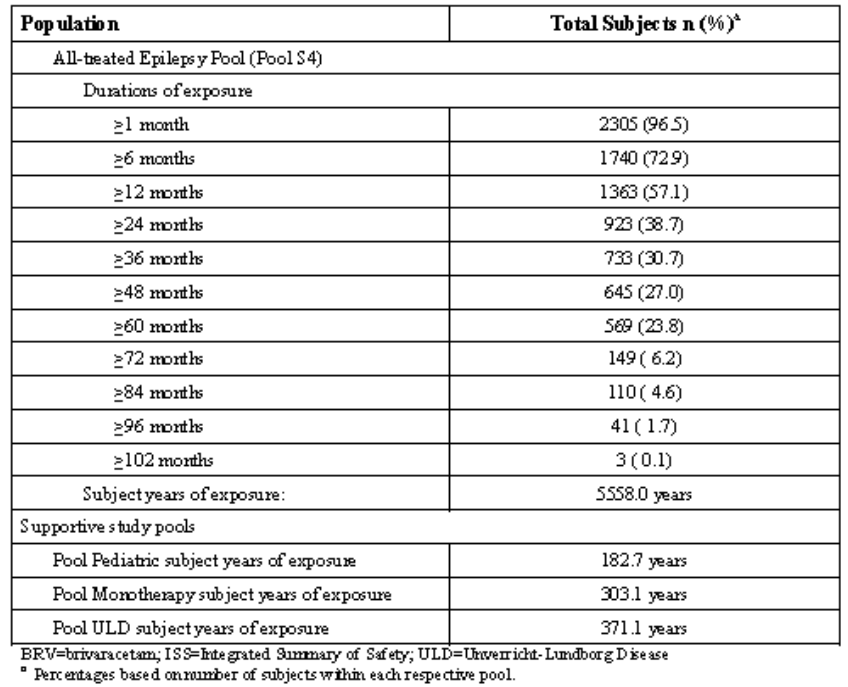 Population Total Subjects n (%)ᵃ
All-treated Epilepsy Pool (Pool S4)
Durations of exposure
≥1 month 2305 (96.5)
≥6 months 1740 (72.9)
≥12 months 1363 (57.1)
≥24 months 923 (38.7)
≥36 months 733 (30.7)
≥48 months 645 (27.0)
≥60 months 569 (23.8)
≥72 months 149 ( 6.2)
≥84 months 110 ( 4.6)
≥96 months 41 ( 1.7)
≥102 months 3 ( 0.1)
Subject years of exposure: 5558.0 years
Supportive study pools
Pool Pediatric subject years of exposure 182.7 years
Pool Monotherapy subject years of exposure 303.1 years
Pool ULD subject years of exposure 371.1 years
BRV=brivaracetam; ISS=Integrated Summary of Safety; ULD=Unverricht-Lundborg Disease
ᵃ Percentages based on number of subjects within each respective pool.